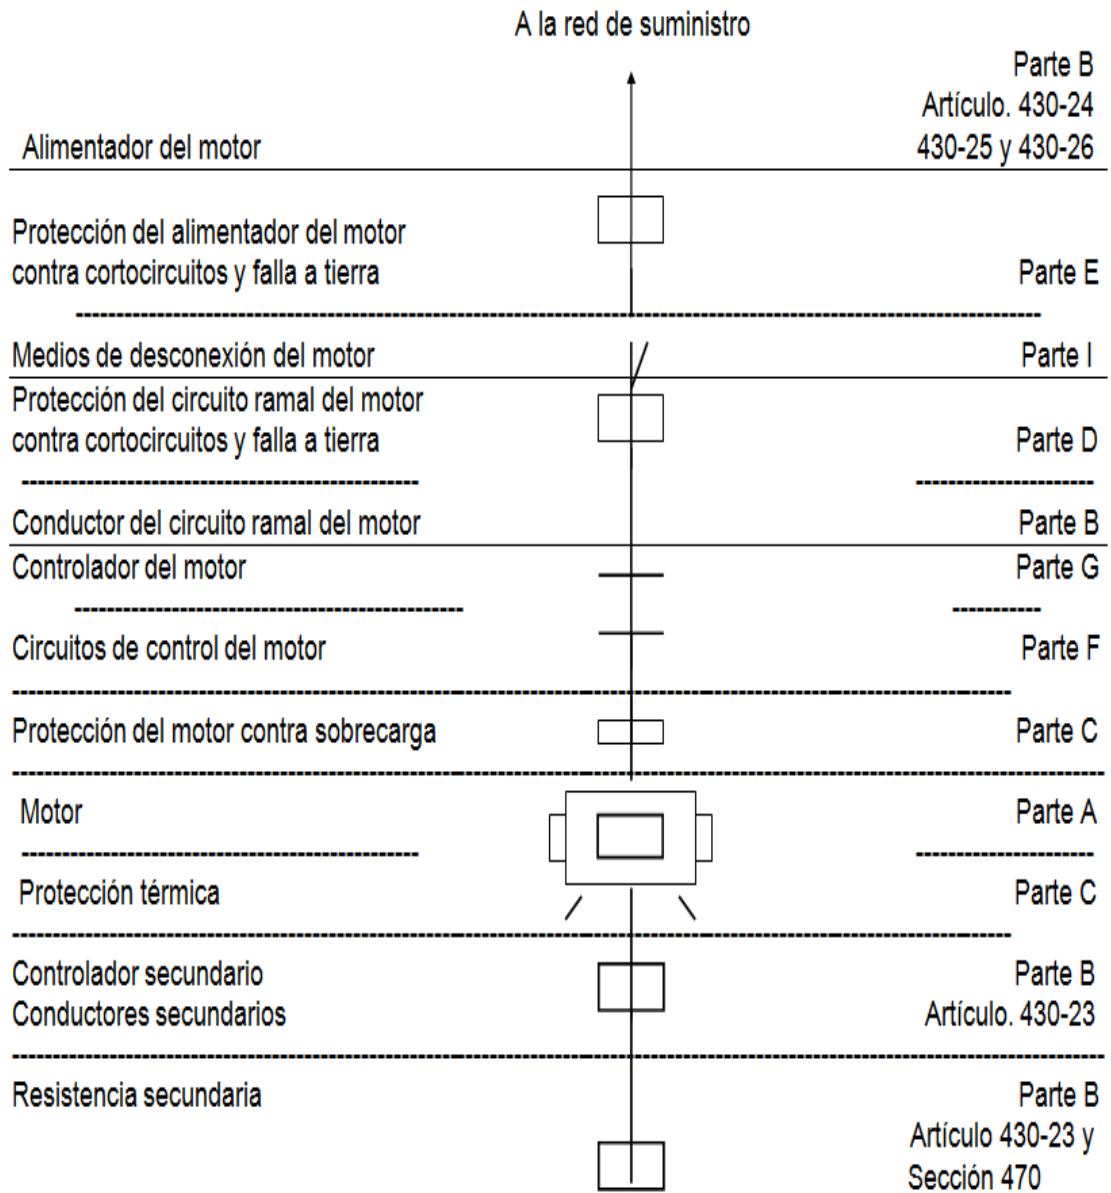 A la red de suministro
Parte B
Artículo. 430-24
Alimentador del motor 430-25 y 430-26
Protección del alimentador del motor
contra cortocircuitos y falla a tierra Parte E
Medios de desconexión del motor Parte I
Protección del circuito ramal del motor
contra cortocircuitos y falla a tierra Parte D
Conductor del circuito ramal del motor Parte B
Controlador del motor Parte G
Circuitos de control del motor Parte F
Protección del motor contra sobrecarga Parte C
Motor Parte A
Protección térmica Parte C
Controlador secundario Parte B
Conductores secundarios Artículo. 430-23
Resistencia secundaria Parte B
Artículo 430-23 y
Sección 470